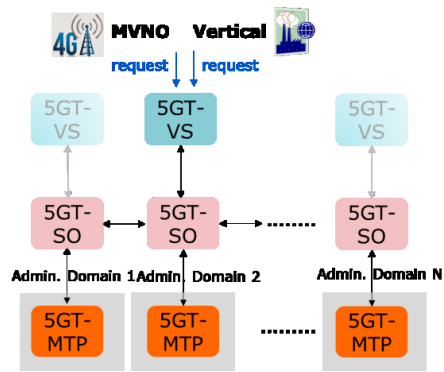 4G
MVNO Vertical
request request
5GT-
VS
5GT-
VS
5GT-
VS
5GT-
SO
5GT-
SO
5GT-
SO
Admin. Domain 1
Admin. Domain 2
Admin. Domain N
5GT-
MTP
5GT-
MTP
5GT-
MTP